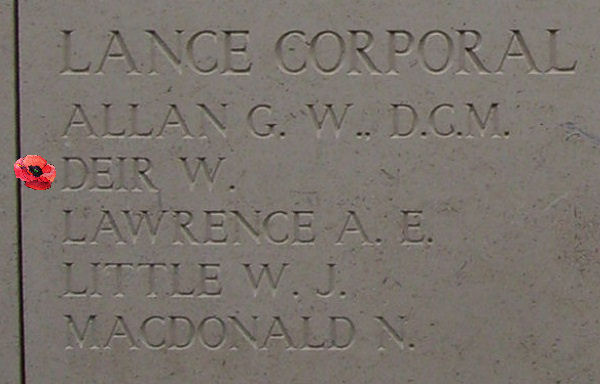 LANCE CORPORAL
ALLAN G. W., D.C.M.
DEIR W.
LAWRENCE A. E.
LITTLE W. J.
MACDONALD N.